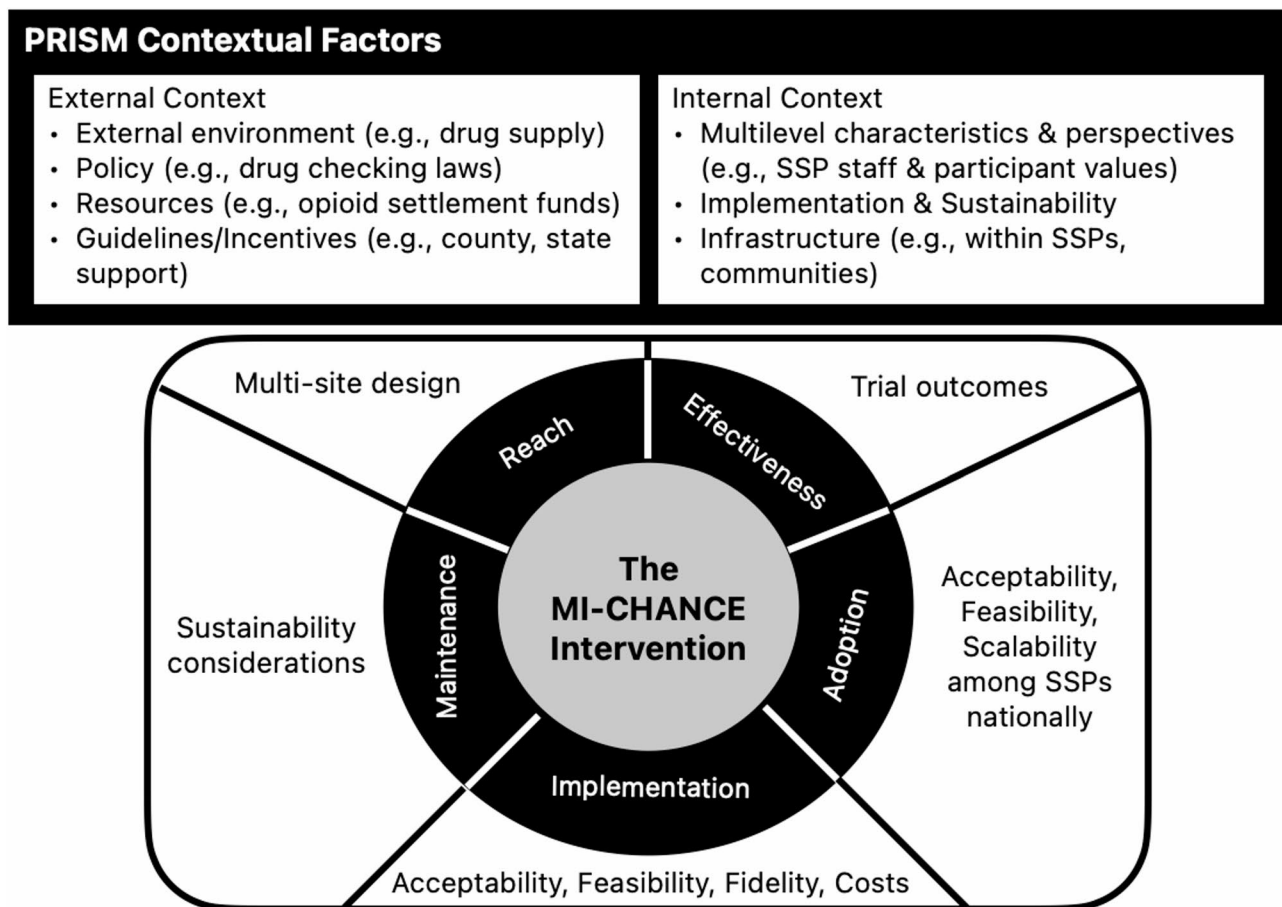 PRISM Contextual Factors
External Context
• External environment (e.g., drug supply)
• Policy (e.g., drug checking laws)
• Resources (e.g., opioid settlement funds)
• Guidelines/Incentives (e.g., county, state
support)
Internal Context
• Multilevel characteristics & perspectives
(e.g., SSP staff & participant values)
• Implementation & Sustainability
• Infrastructure (e.g., within SSPs,
communities)
Multi-site design
Trial outcomes
Reach
Effectiveness
Maintenance
The
MI-CHANCE
Intervention
Adoption
Sustainability
considerations
Acceptability,
Feasibility,
Scalability
among SSPs
nationally
Implementation
Acceptability, Feasibility, Fidelity, Costs